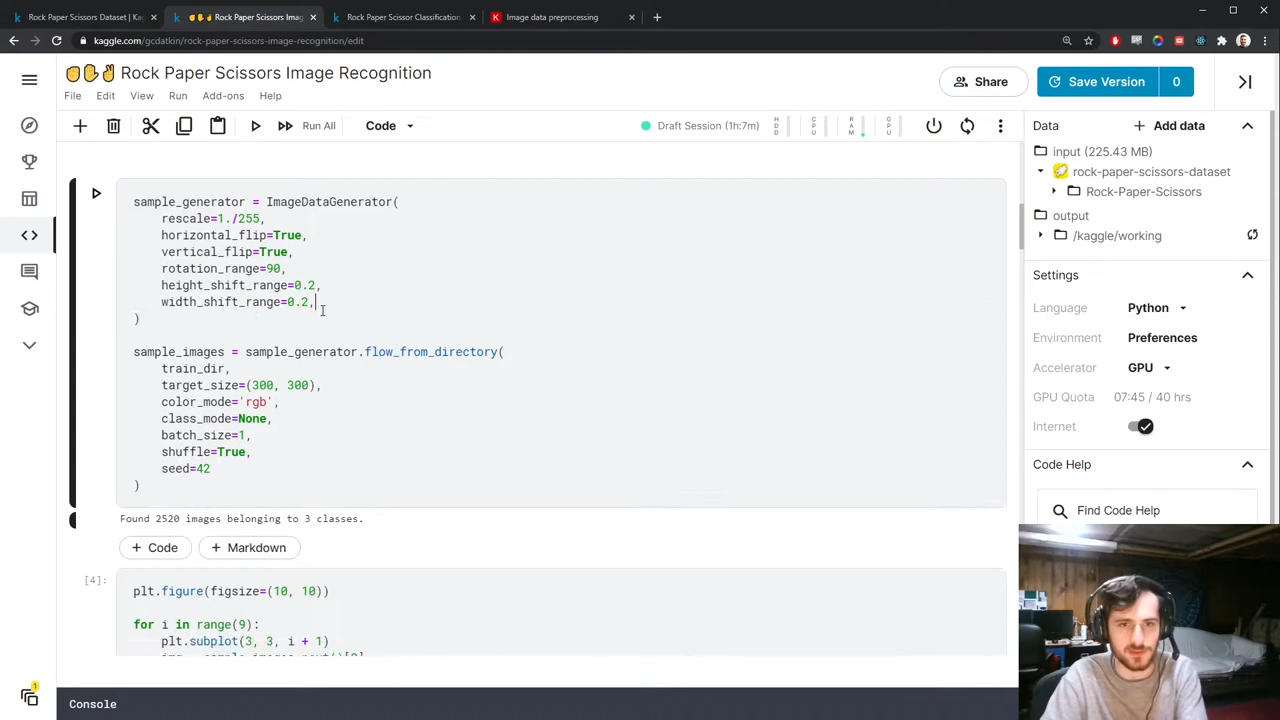 Rock Paper Scissors Dataset | Kag
Rock Paper Scissors Imag
Rock Paper Scissor Classification
Image data preprocessing
kaggle.com/gcdatkin/rock-paper-scissors-image-recognition/edit
✊✋✌ Rock Paper Scissors Image Recognition
File Edit View Run Add-ons Help
Share
Save Version 0
Run All
Code
Draft Session (1h:7m)
HDD
CPU
RAM
GPU
sample_generator = ImageDataGenerator(
rescale=1./255,
horizontal_flip=True,
vertical_flip=True,
rotation_range=90,
height_shift_range=0.2,
width_shift_range=0.2,
)
sample_images = sample_generator.flow_from_directory(
train_dir,
target_size=(300, 300),
color_mode='rgb',
class_mode=None,
batch_size=1,
shuffle=True,
seed=42
)
Found 2520 images belonging to 3 classes.
+ Code + Markdown
[4]:
plt.figure(figsize=(10, 10))
for i in range(9):
plt.subplot(3, 3, i + 1)
Console
Data
+ Add data
input (225.43 MB)
rock-paper-scissors-dataset
Rock-Paper-Scissors
output
/kaggle/working
Settings
Language Python
Environment Preferences
Accelerator GPU
GPU Quota 07:45 / 40 hrs
Internet
Code Help
Find Code Help
1